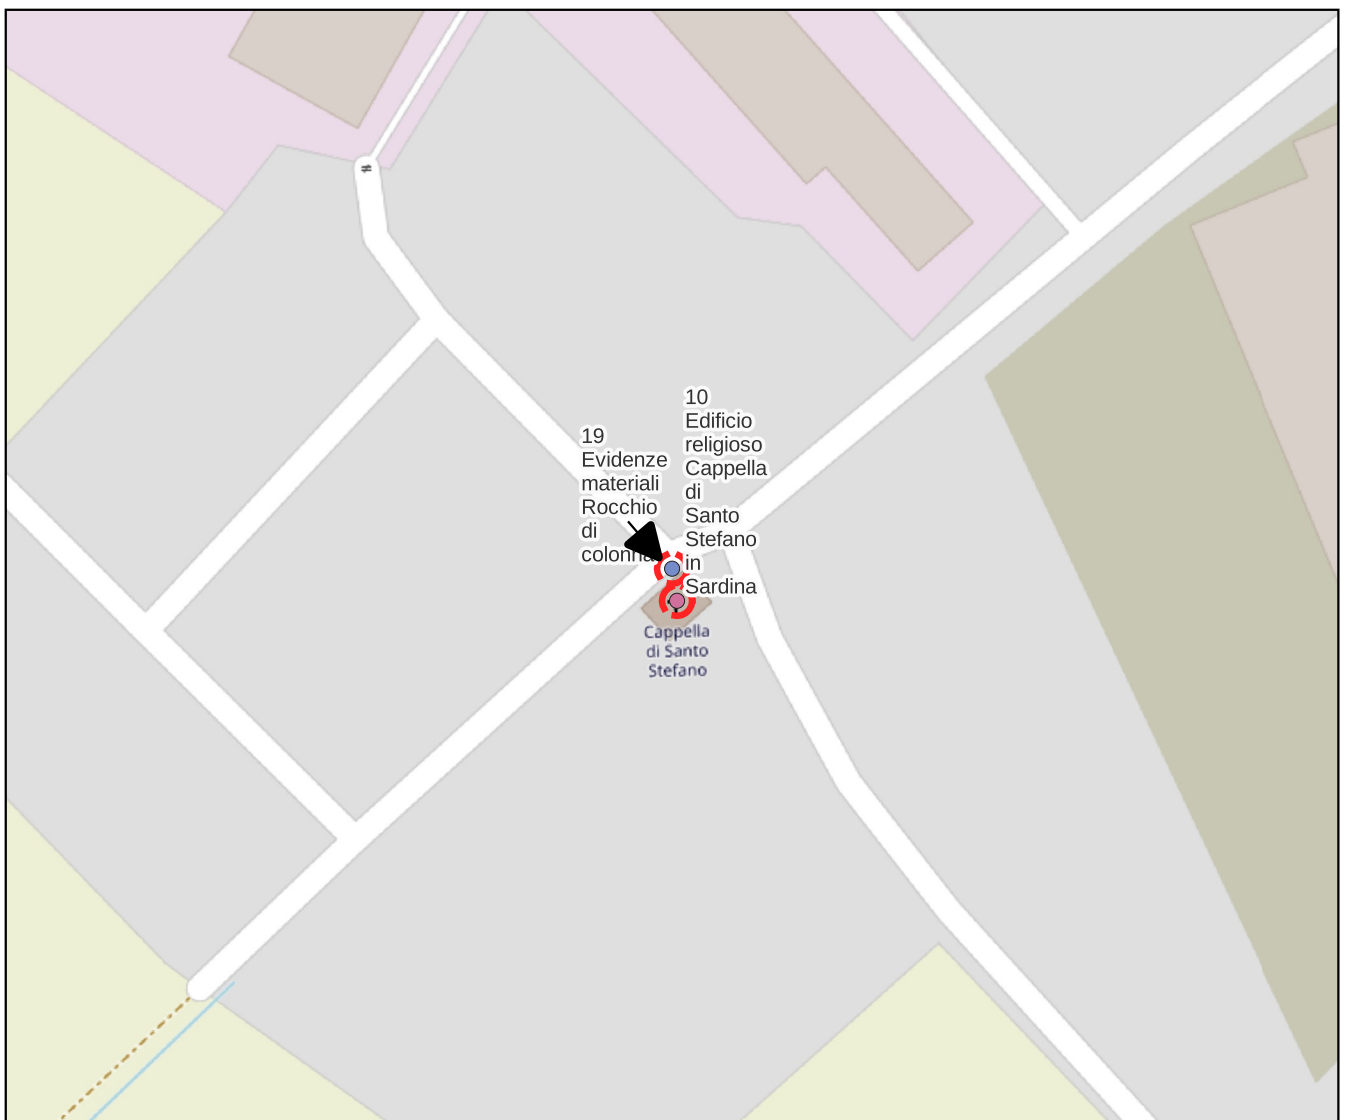 19
Evidenze
materiali
Rocchio
di
colonna
10
Edificio
religioso
Cappella
di
Santo
Stefano
in
Sardina
Cappella
di Santo
Stefano